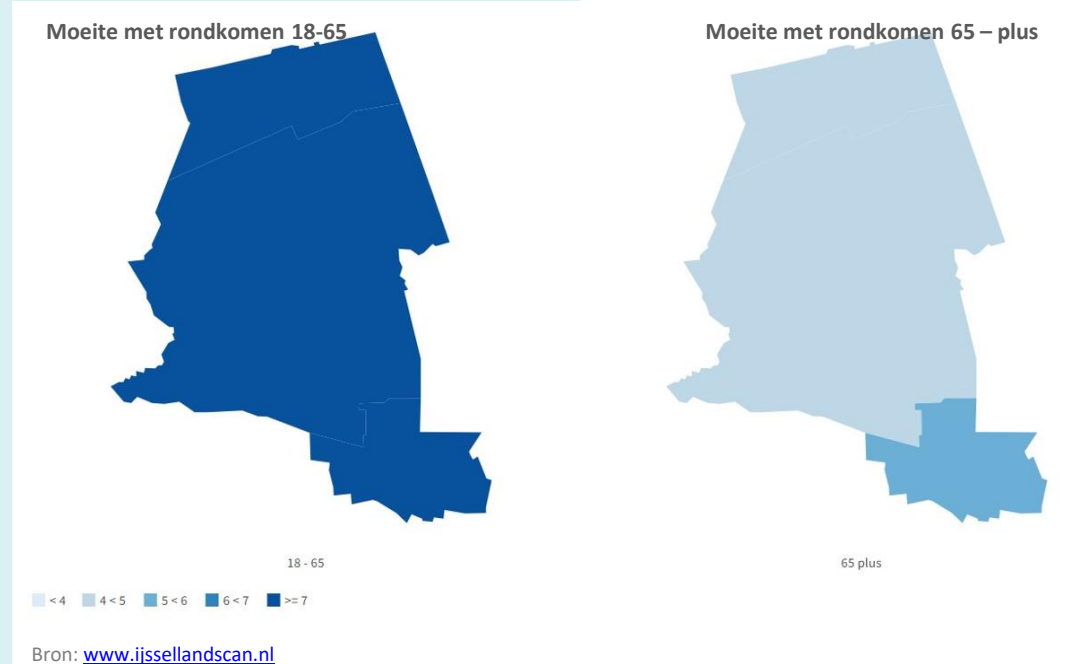 Moeite met rondkomen 18-65
Moeite met rondkomen 65 – plus
18 - 65
65 plus
< 4 4 < 5 5 < 6 6 < 7 >= 7
Bron: www.ijssellandscan.nl